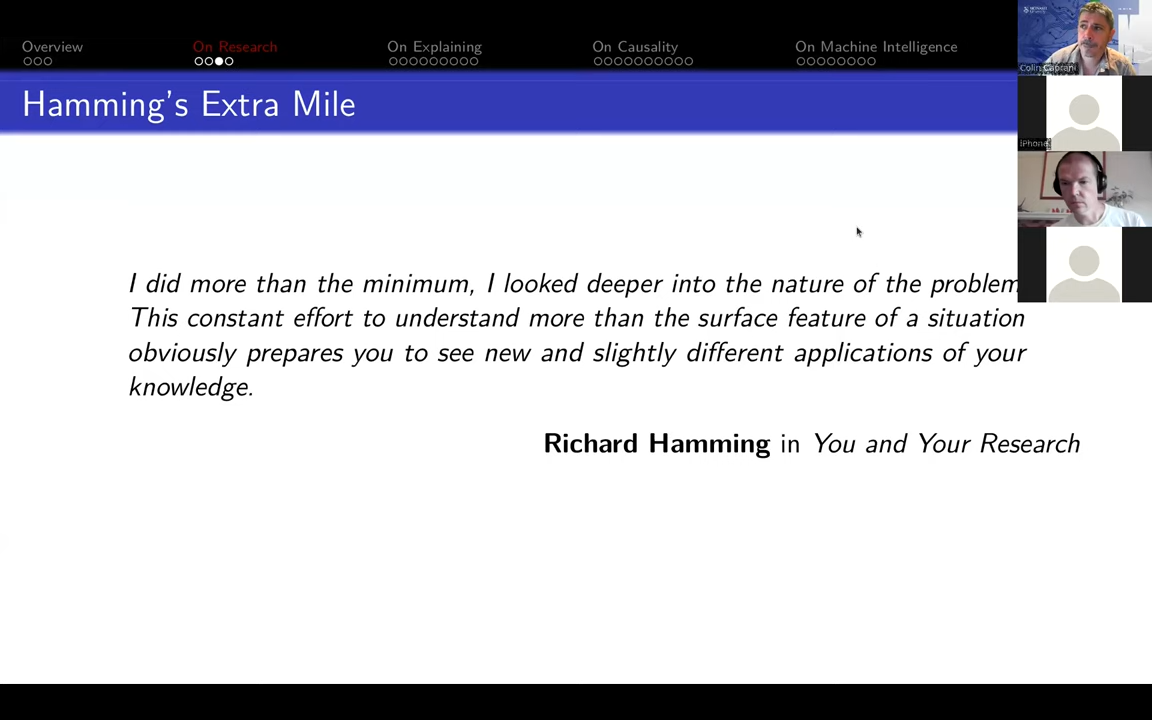 Overview On Research On Explaining On Causality On Machine Intelligence
Hamming's Extra Mile
I did more than the minimum, I looked deeper into the nature of the problem
This constant effort to understand more than the surface feature of a situation
obviously prepares you to see new and slightly different applications of your
knowledge.
Richard Hamming in You and Your Research
Colin Caprani
iPhone